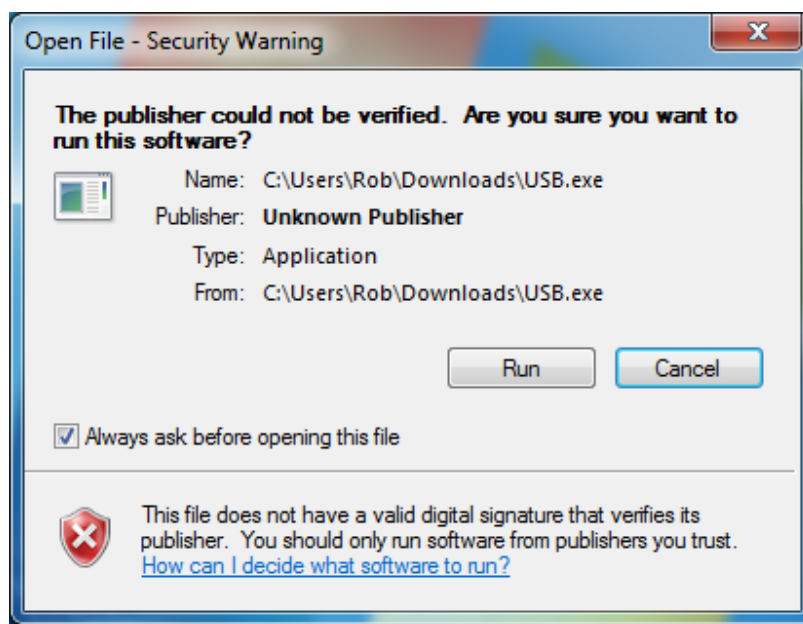 Open File - Security Warning
The publisher could not be verified. Are you sure you want to
run this software?
Name: C:\Users\Rob\Downloads\USB.exe
Publisher: Unknown Publisher
Type: Application
From: C:\Users\Rob\Downloads\USB.exe
Run Cancel
Always ask before opening this file
This file does not have a valid digital signature that verifies its
publisher. You should only run software from publishers you trust.
How can I decide what software to run?